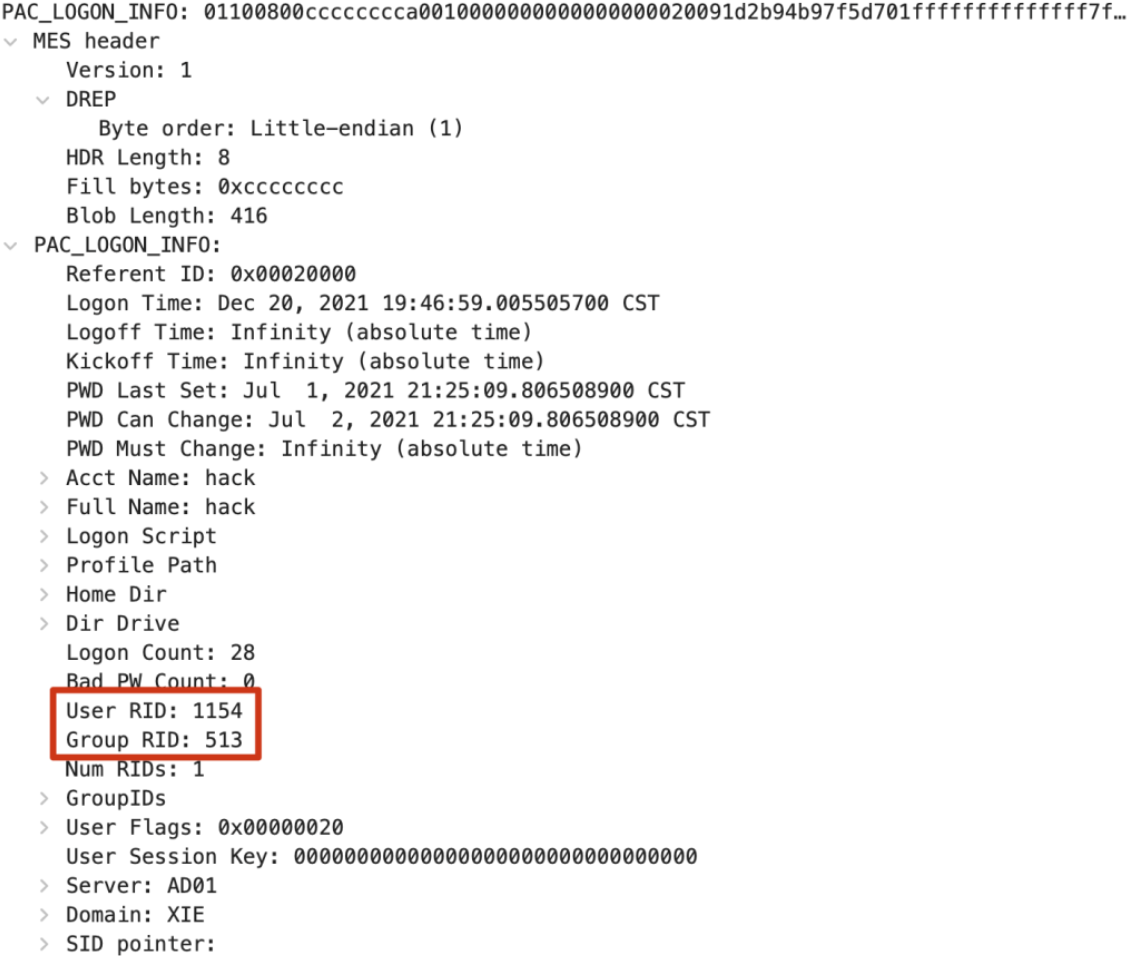 PAC_LOGON_INFO: 01100800cccccccca00100000000000000000020091d2b94b97f5d701ffffffffffffff7f…
MES header
Version: 1
DREP
Byte order: Little-endian (1)
HDR Length: 8
Fill bytes: 0xcccccccc
Blob Length: 416
PAC_LOGON_INFO:
Referent ID: 0x00020000
Logon Time: Dec 20, 2021 19:46:59.005505700 CST
Logoff Time: Infinity (absolute time)
Kickoff Time: Infinity (absolute time)
PWD Last Set: Jul  1, 2021 21:25:09.806508900 CST
PWD Can Change: Jul  2, 2021 21:25:09.806508900 CST
PWD Must Change: Infinity (absolute time)
Acct Name: hack
Full Name: hack
Logon Script
Profile Path
Home Dir
Dir Drive
Logon Count: 28
Bad PW Count: 0
User RID: 1154
Group RID: 513
Num RIDs: 1
GroupIDs
User Flags: 0x00000020
User Session Key: 00000000000000000000000000000000
Server: AD01
Domain: XIE
SID pointer: